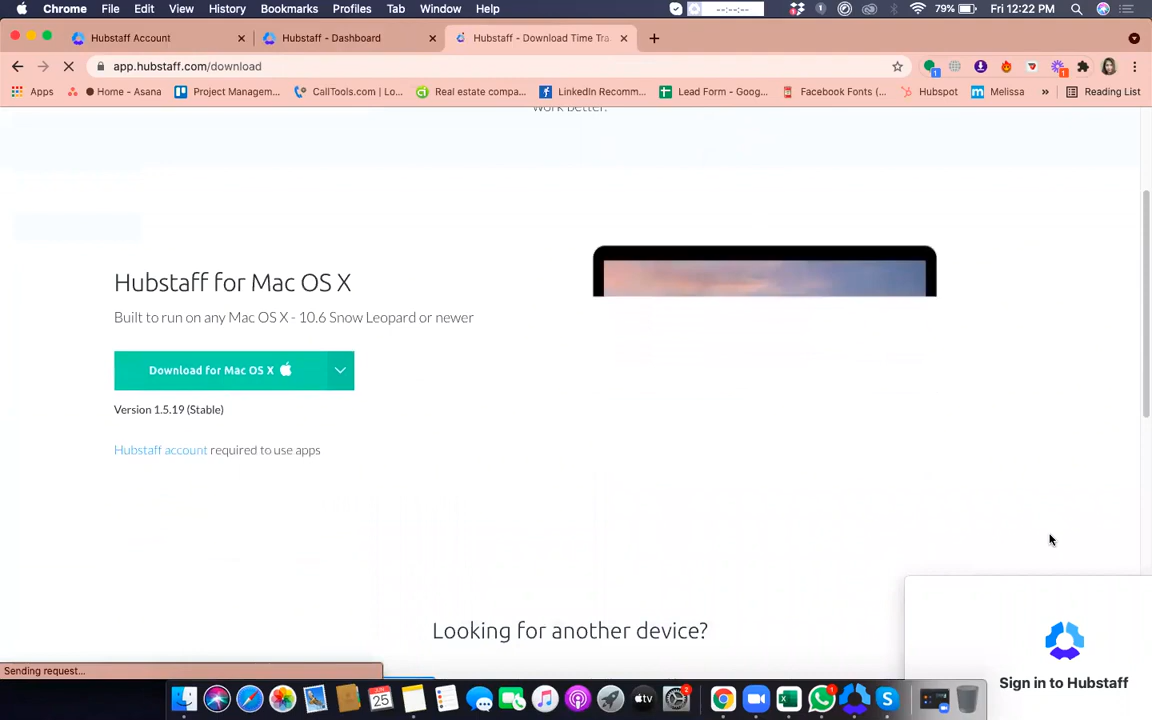 Chrome File Edit View History Bookmarks Profiles Tab Window Help --:--:-- 79% Fri 12:22 PM
Hubstaff Account Hubstaff - Dashboard Hubstaff - Download Time Tra
app.hubstaff.com/download
Apps Home - Asana Project Managem... CallTools.com | Lo... Real estate compa... LinkedIn Recomm... Lead Form - Goog... Facebook Fonts (... Hubspot Melissa » Reading List
Work better.
Hubstaff for Mac OS X
Built to run on any Mac OS X - 10.6 Snow Leopard or newer
Download for Mac OS X
Version 1.5.19 (Stable)
Hubstaff account required to use apps
Looking for another device?
Sending request...
Sign in to Hubstaff